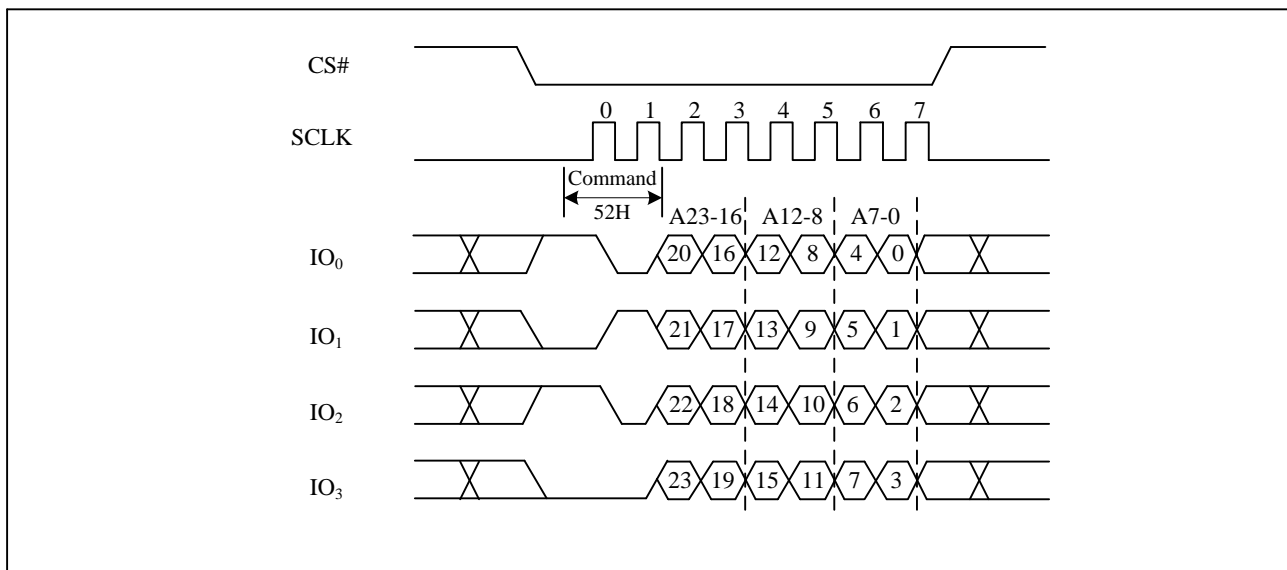 CS#
0 1 2 3 4 5 6 7
SCLK
Command
52H
A23-16 A12-8 A7-0
IO₀ 20 16 12 8 4 0
IO₁ 21 17 13 9 5 1
IO₂ 22 18 14 10 6 2
IO₃ 23 19 15 11 7 3